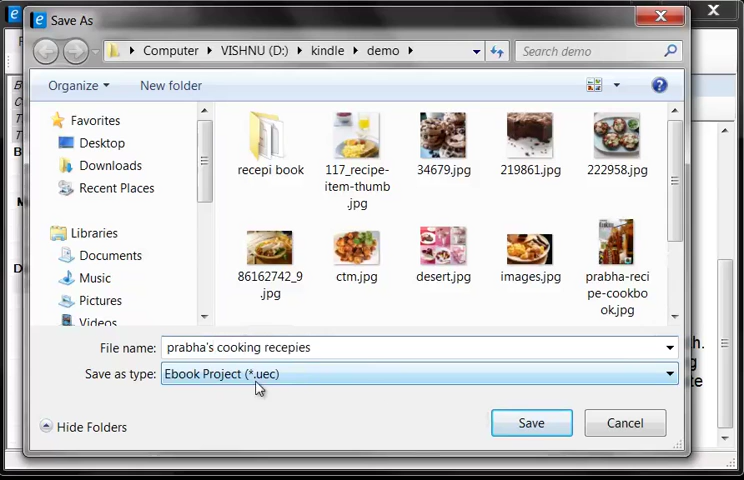 Save As
Computer VISHNU (D:) kindle demo
Search demo
Organize
New folder
Favorites
Desktop
Downloads
Recent Places
Libraries
Documents
Music
Pictures
Videos
recepi book
117_recipe-
item-thumb
.jpg
34679.jpg
219861.jpg
222958.jpg
86162742_9
.jpg
ctm.jpg
desert.jpg
images.jpg
prabha-reci
pe-cookbo
ok.jpg
File name: prabha's cooking recepies
Save as type: Ebook Project (*.uec)
Hide Folders
Save
Cancel